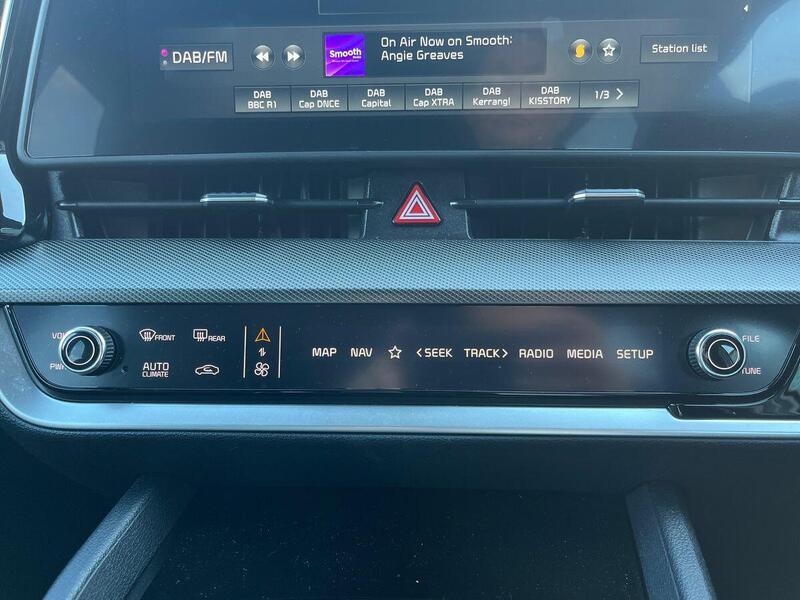 DAB/FM
Smooth
On Air Now on Smooth:
Angie Greaves
Station list
DAB
BBC R1
DAB
Cap DNCE
DAB
Capital
DAB
Cap XTRA
DAB
Kerrang!
DAB
KISSTORY
1/3 >
VOL
PWR
FRONT
REAR
AUTO
CLIMATE
MAP
NAV
< SEEK
TRACK >
RADIO
MEDIA
SETUP
FILE
TUNE